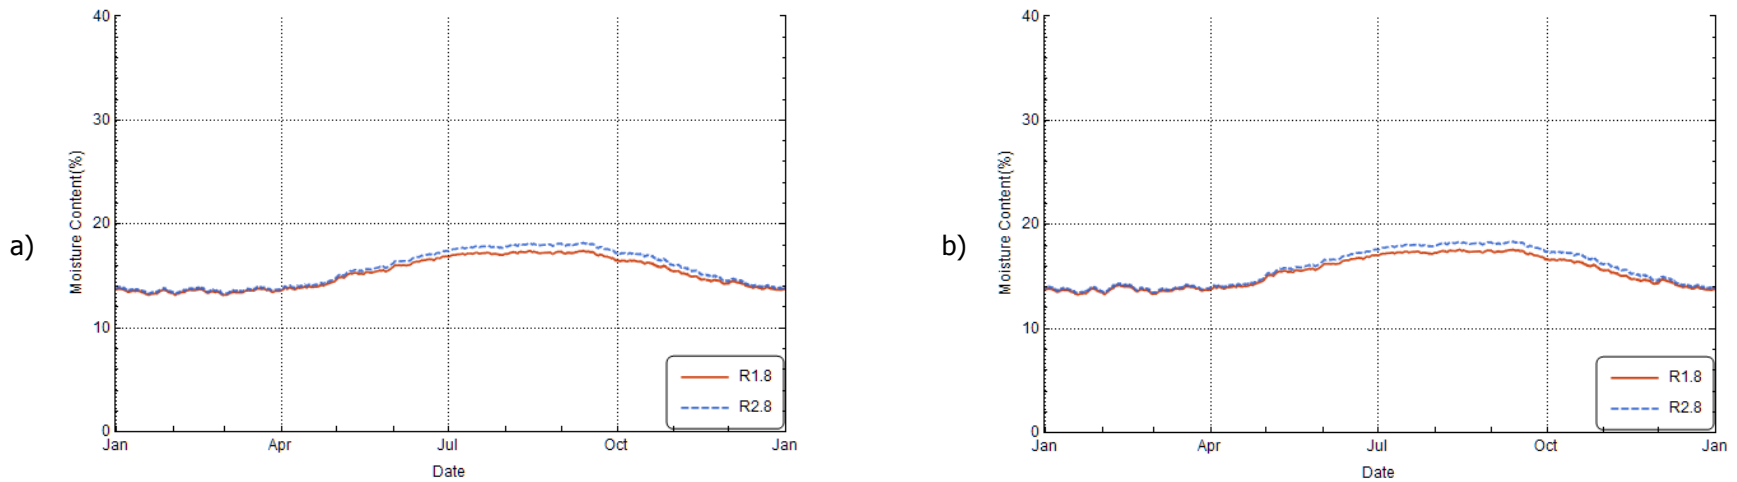 a)
Moisture Content(%)
40
30
20
10
0
Jan
Apr
Jul
Oct
Jan
Date
R1.8
R2.8
b)
Moisture Content(%)
40
30
20
10
0
Jan
Apr
Jul
Oct
Jan
Date
R1.8
R2.8